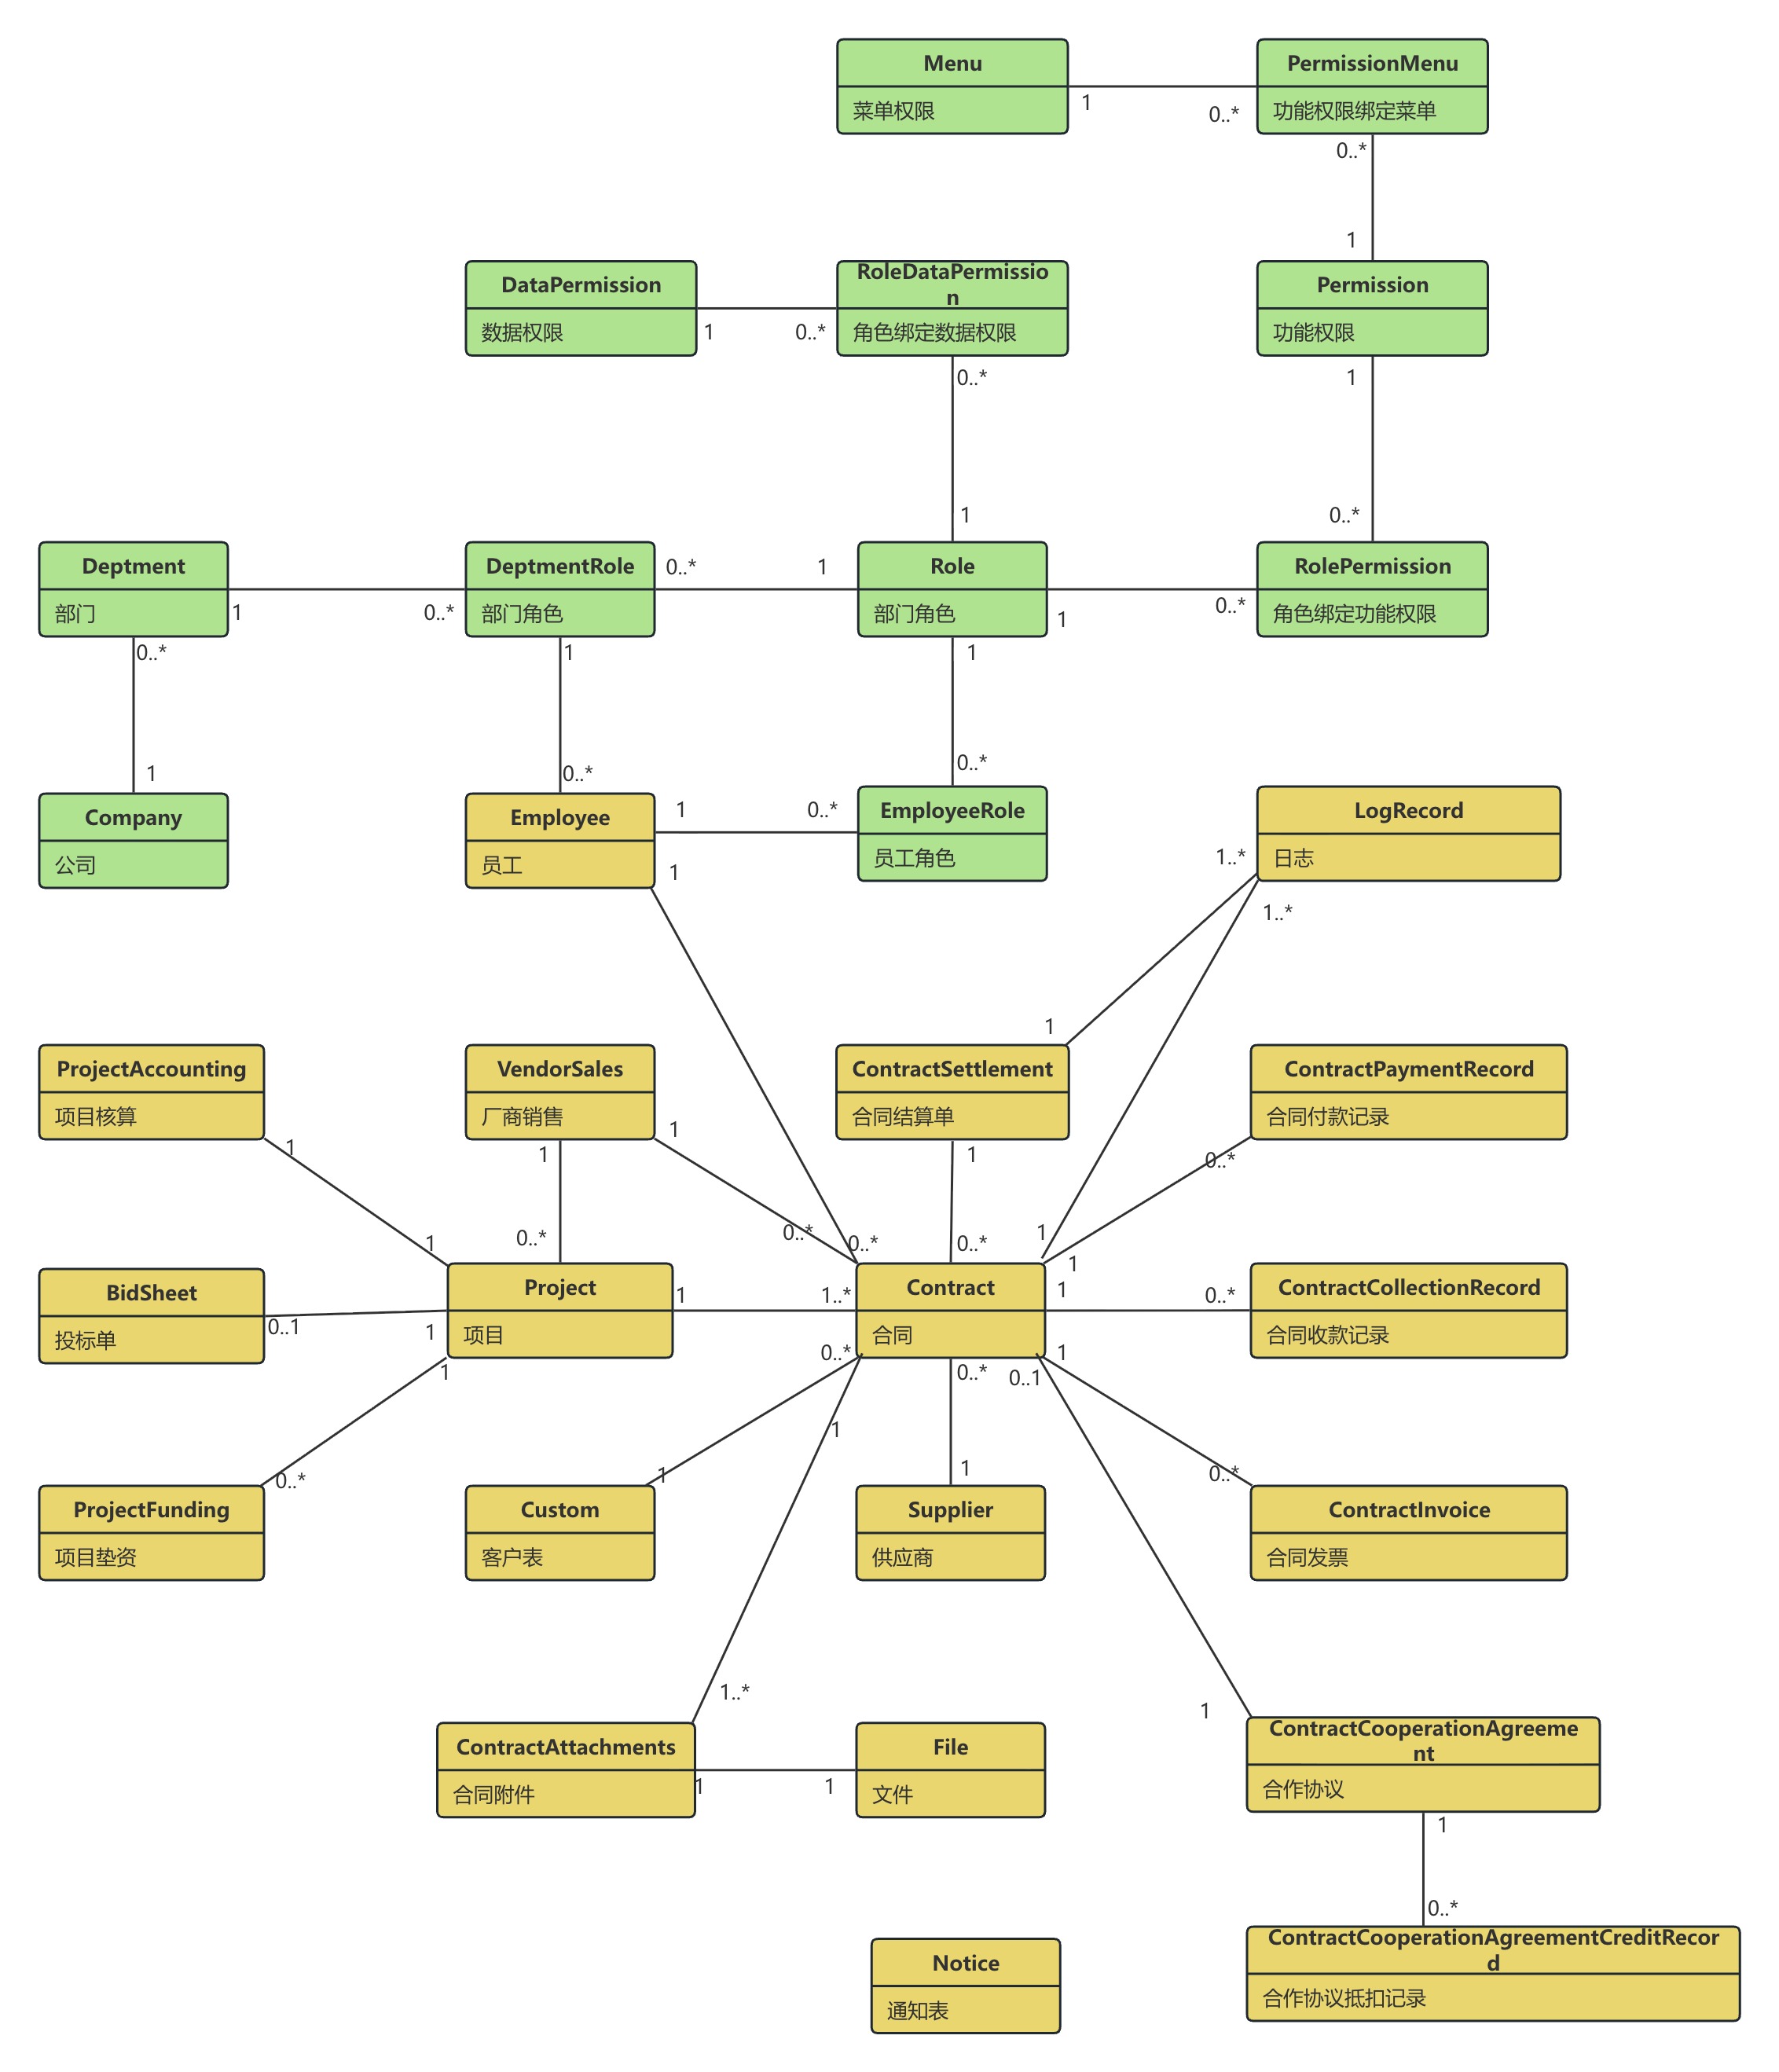 Menu
菜单权限
1
0..*
PermissionMenu
功能权限绑定菜单
0..*
1
DataPermission
数据权限
1
0..*
RoleDataPermissio
n
角色绑定数据权限
0..*
1
Permission
功能权限
1
0..*
Deptment
部门
1
0..*
0..*
1
DeptmentRole
部门角色
0..*
1
1
0..*
Role
部门角色
1
0..*
1
0..*
RolePermission
角色绑定功能权限
Company
公司
Employee
员工
1
0..*
1
EmployeeRole
员工角色
LogRecord
日志
1..*
1..*
1
ProjectAccounting
项目核算
1
1
VendorSales
厂商销售
1
1
0..*
0..*
0..*
ContractSettlement
合同结算单
1
0..*
1
ContractPaymentRecord
合同付款记录
0..*
1
BidSheet
投标单
0..1
1
Project
项目
1
1..*
1
Contract
合同
1
0..*
ContractCollectionRecord
合同收款记录
0..*
0..*
0..1
1
1
ProjectFunding
项目垫资
0..*
Custom
客户表
1
Supplier
供应商
1
ContractInvoice
合同发票
0..*
1..*
1
ContractAttachments
合同附件
1
1
File
文件
ContractCooperationAgreeme
nt
合作协议
1
0..*
ContractCooperationAgreementCreditRecor
d
合作协议抵扣记录
Notice
通知表